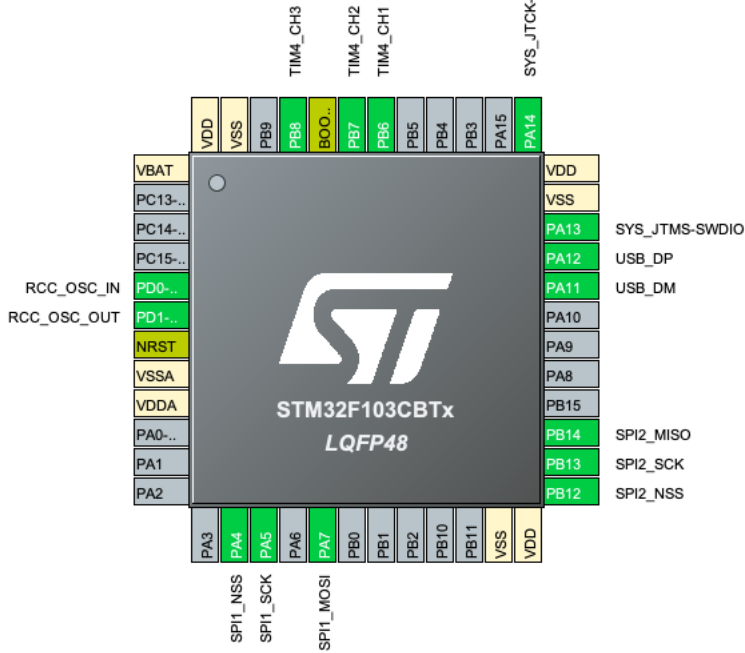 TIM4_CH3
TIM4_CH2
TIM4_CH1
SYS_JTCK-
VDD
VSS
PB9
PB8
BOO..
PB7
PB6
PB5
PB4
PB3
PA15
PA14
VBAT
PC13-..
PC14-..
PC15-..
RCC_OSC_IN PD0-..
RCC_OSC_OUT PD1-..
NRST
VSSA
VDDA
PA0-..
PA1
PA2
ST
STM32F103CBTx
LQFP48
VDD
VSS
PA13 SYS_JTMS-SWDIO
PA12 USB_DP
PA11 USB_DM
PA10
PA9
PA8
PB15
PB14 SPI2_MISO
PB13 SPI2_SCK
PB12 SPI2_NSS
PA3
PA4
PA5
PA6
PA7
PB0
PB1
PB2
PB10
PB11
VSS
VDD
SPI1_NSS
SPI1_SCK
SPI1_MOSI